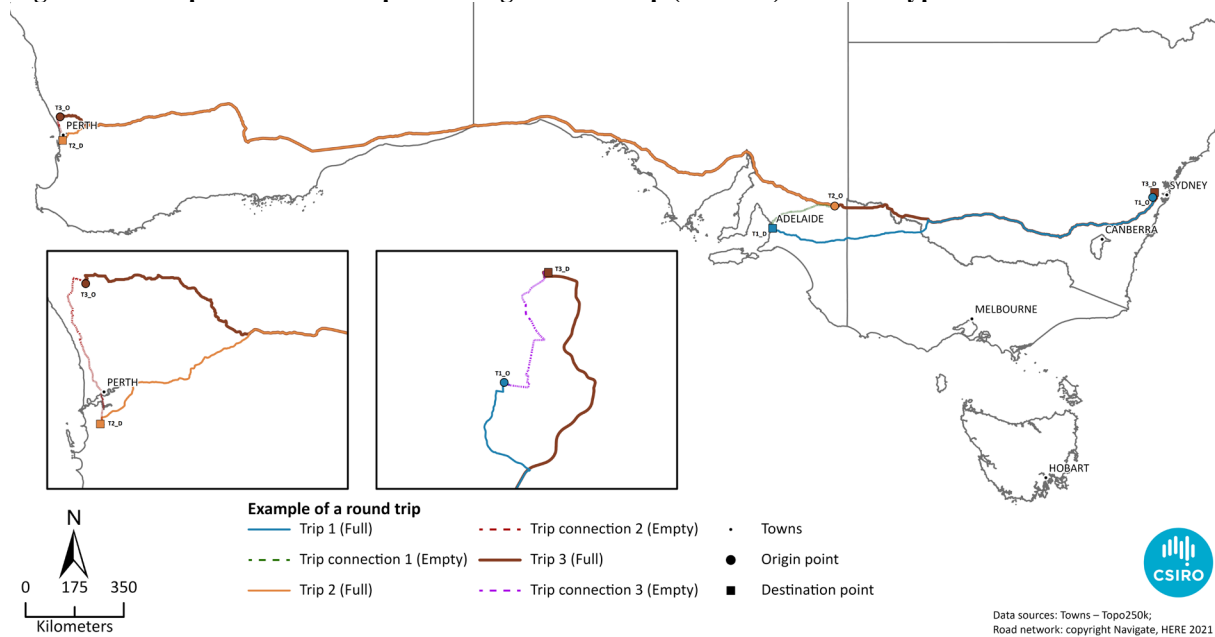 T3_O
PERTH
T2_D
T2_O
ADELAIDE
T1_D
T3_D
SYDNEY
T1_O
CANBERRA
MELBOURNE
HOBART
T3_O
PERTH
T2_D
T3_D
T1_O
Example of a round trip
Trip 1 (Full)
Trip connection 1 (Empty)
Trip 2 (Full)
Trip connection 2 (Empty)
Trip 3 (Full)
Trip connection 3 (Empty)
Towns
Origin point
Destination point
N
0 175 350
Kilometers
CSIRO
Data sources: Towns – Topo250k;
Road network: copyright Navigate, HERE 2021